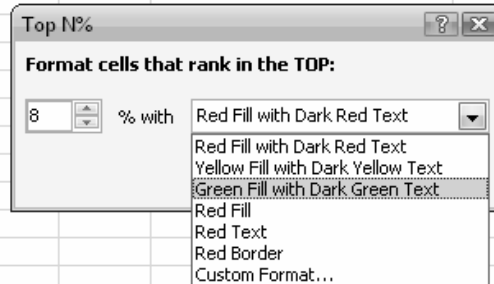 Top N%
Format cells that rank in the TOP:
8 % with Red Fill with Dark Red Text
Red Fill with Dark Red Text
Yellow Fill with Dark Yellow Text
Green Fill with Dark Green Text
Red Fill
Red Text
Red Border
Custom Format...